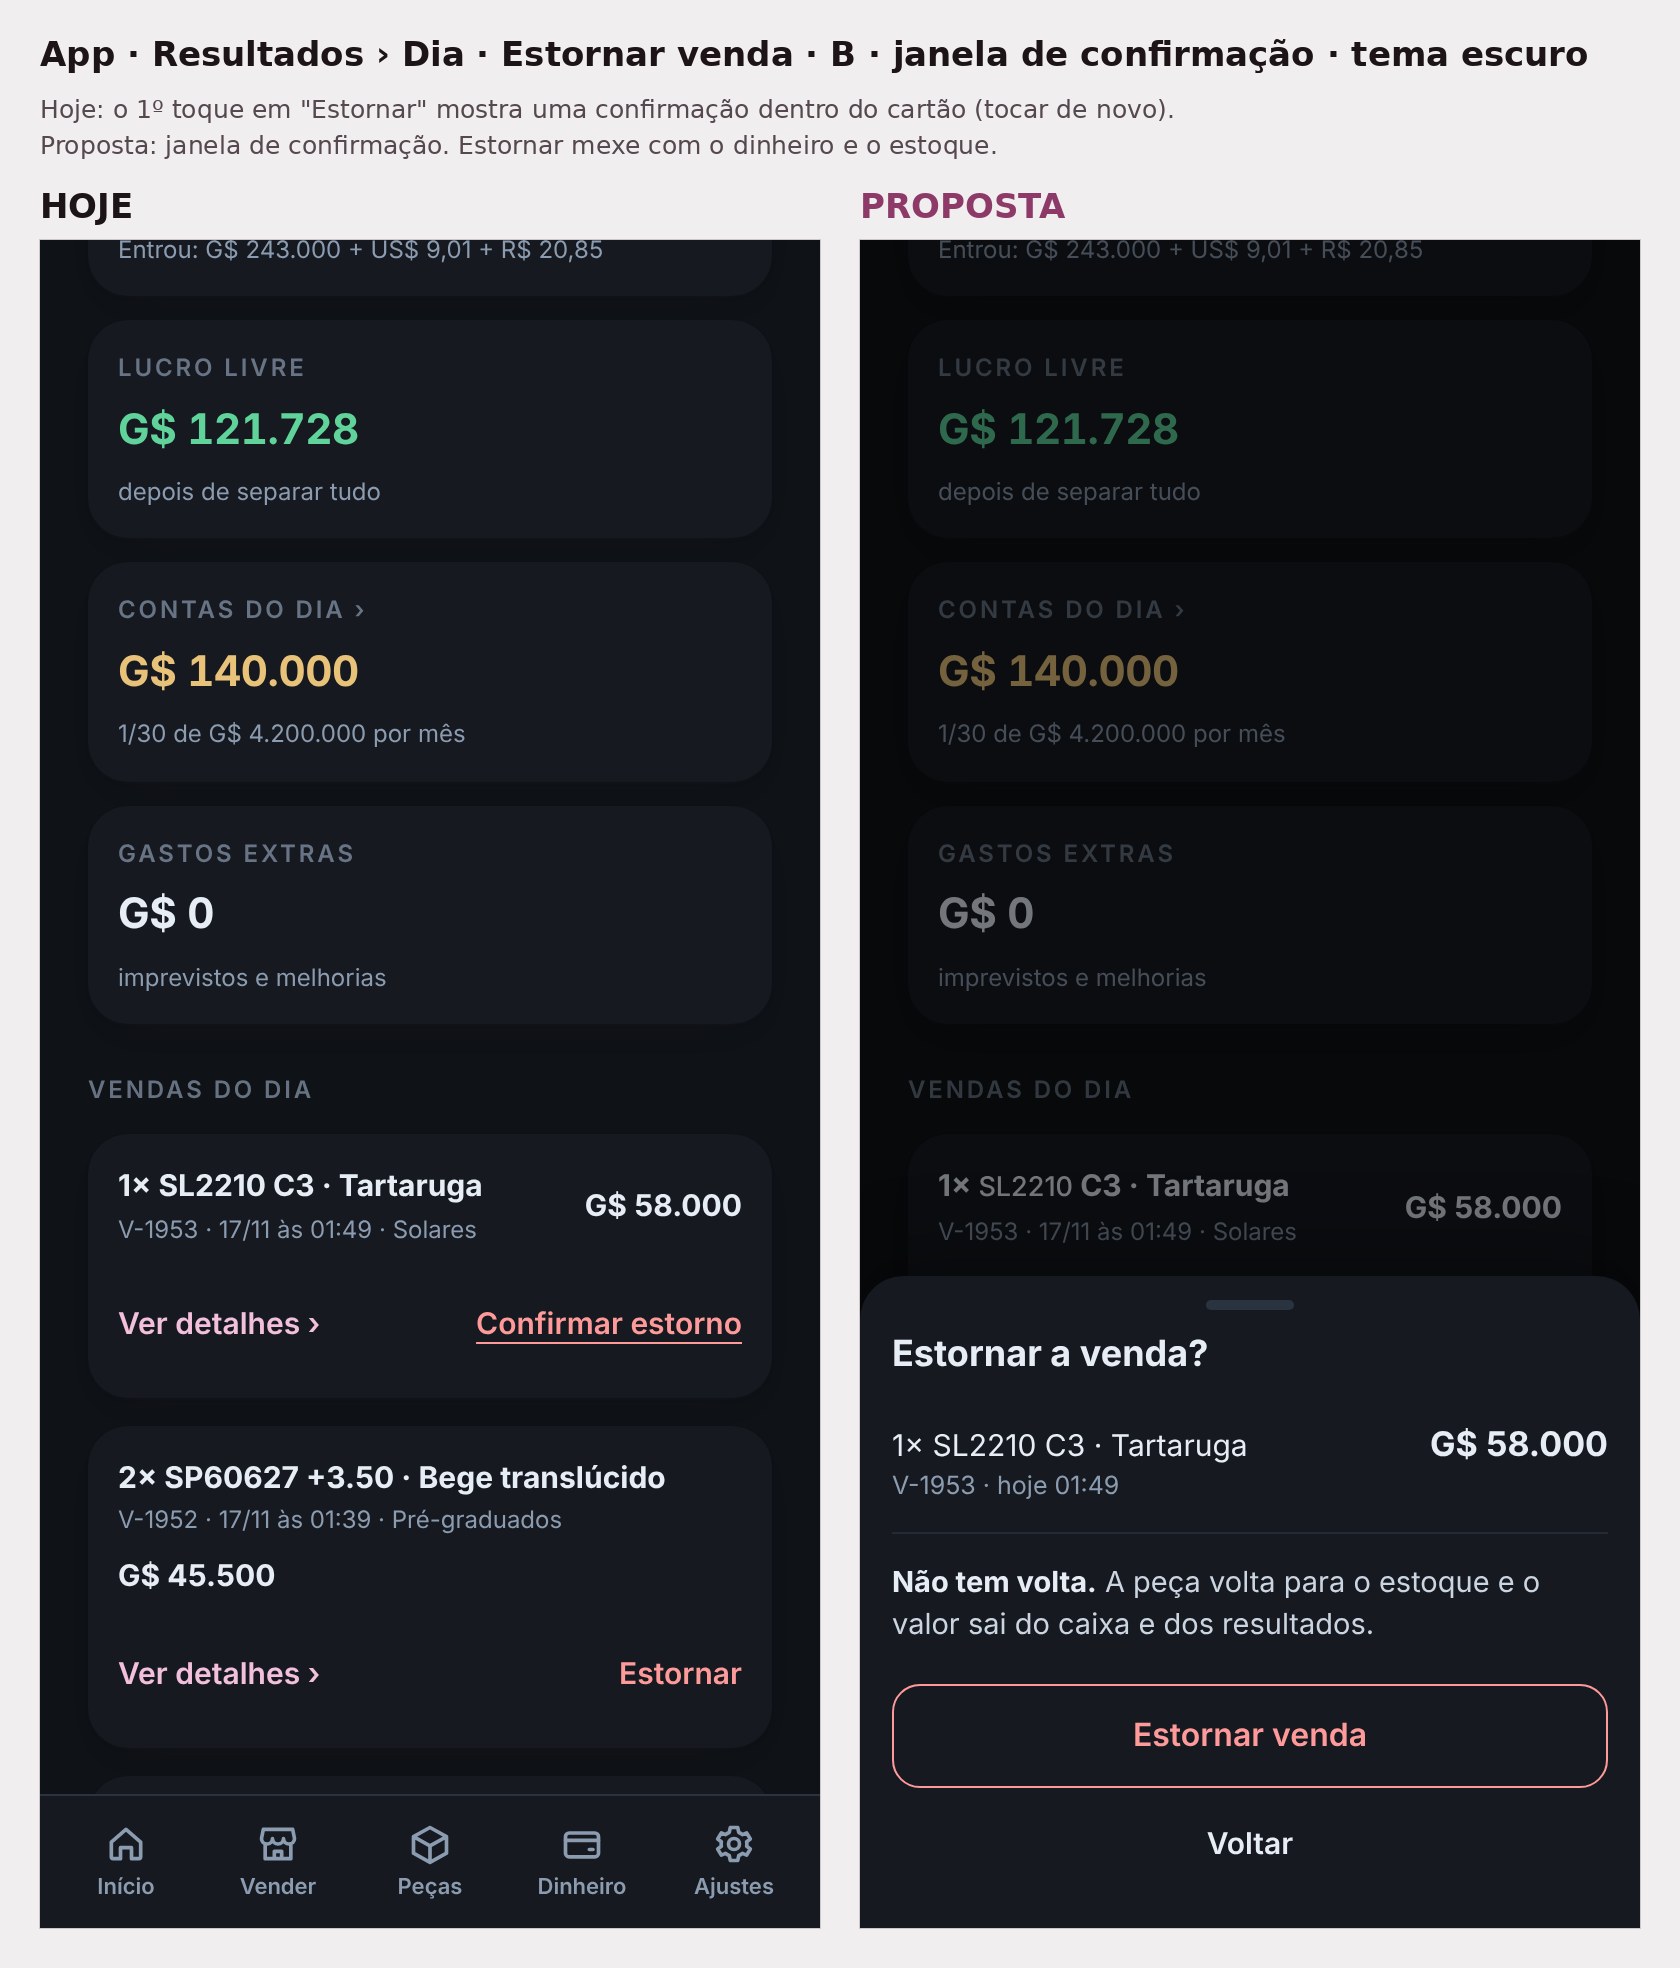 App · Resultados › Dia · Estornar venda · B · janela de confirmação · tema escuro
Hoje: o 1º toque em "Estornar" mostra uma confirmação dentro do cartão (tocar de novo).
Proposta: janela de confirmação. Estornar mexe com o dinheiro e o estoque.
HOJE
Entrou: G$ 243.000 + US$ 9,01 + R$ 20,85
LUCRO LIVRE
G$ 121.728
depois de separar tudo
CONTAS DO DIA ›
G$ 140.000
1/30 de G$ 4.200.000 por mês
GASTOS EXTRAS
G$ 0
imprevistos e melhorias
VENDAS DO DIA
1× SL2210 C3 · Tartaruga
G$ 58.000
V-1953 · 17/11 às 01:49 · Solares
Ver detalhes ›
Confirmar estorno
2× SP60627 +3.50 · Bege translúcido
V-1952 · 17/11 às 01:39 · Pré-graduados
G$ 45.500
Ver detalhes ›
Estornar
Início
Vender
Peças
Dinheiro
Ajustes
PROPOSTA
Entrou: G$ 243.000 + US$ 9,01 + R$ 20,85
LUCRO LIVRE
G$ 121.728
depois de separar tudo
CONTAS DO DIA ›
G$ 140.000
1/30 de G$ 4.200.000 por mês
GASTOS EXTRAS
G$ 0
imprevistos e melhorias
VENDAS DO DIA
1× SL2210 C3 · Tartaruga
G$ 58.000
V-1953 · 17/11 às 01:49 · Solares
Estornar a venda?
1× SL2210 C3 · Tartaruga
G$ 58.000
V-1953 · hoje 01:49
Não tem volta. A peça volta para o estoque e o
valor sai do caixa e dos resultados.
Estornar venda
Voltar